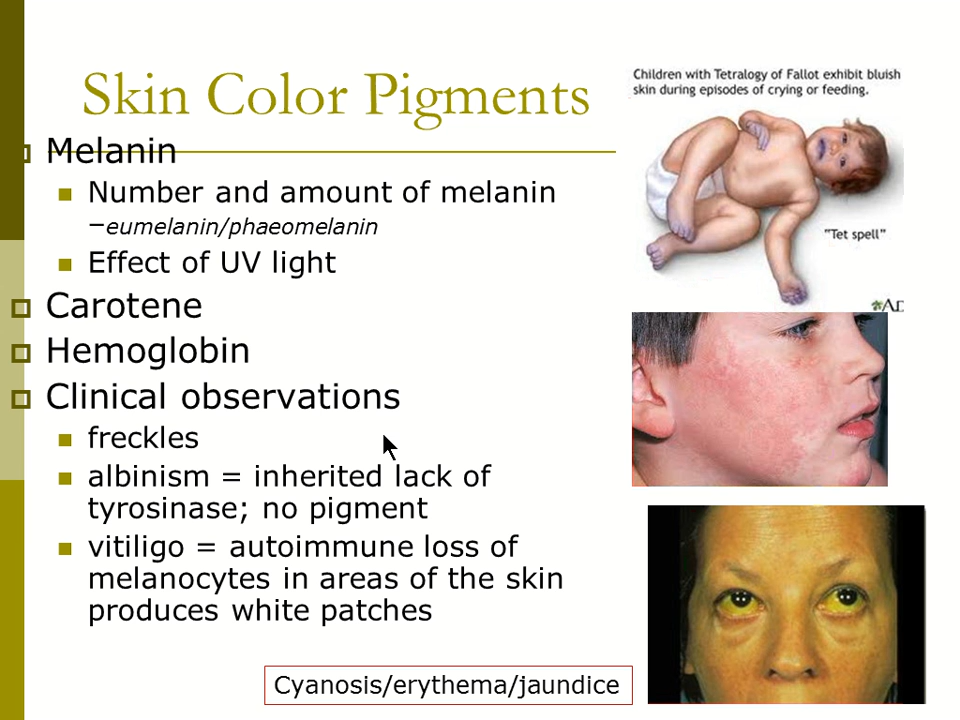 Skin Color Pigments
Melanin
Number and amount of melanin
–eumelanin/phaeomelanin
Effect of UV light
Carotene
Hemoglobin
Clinical observations
freckles
albinism = inherited lack of
tyrosinase; no pigment
vitiligo = autoimmune loss of
melanocytes in areas of the skin
produces white patches
Children with Tetralogy of Fallot exhibit bluish
skin during episodes of crying or feeding.
"Tet spell"
Cyanosis/erythema/jaundice